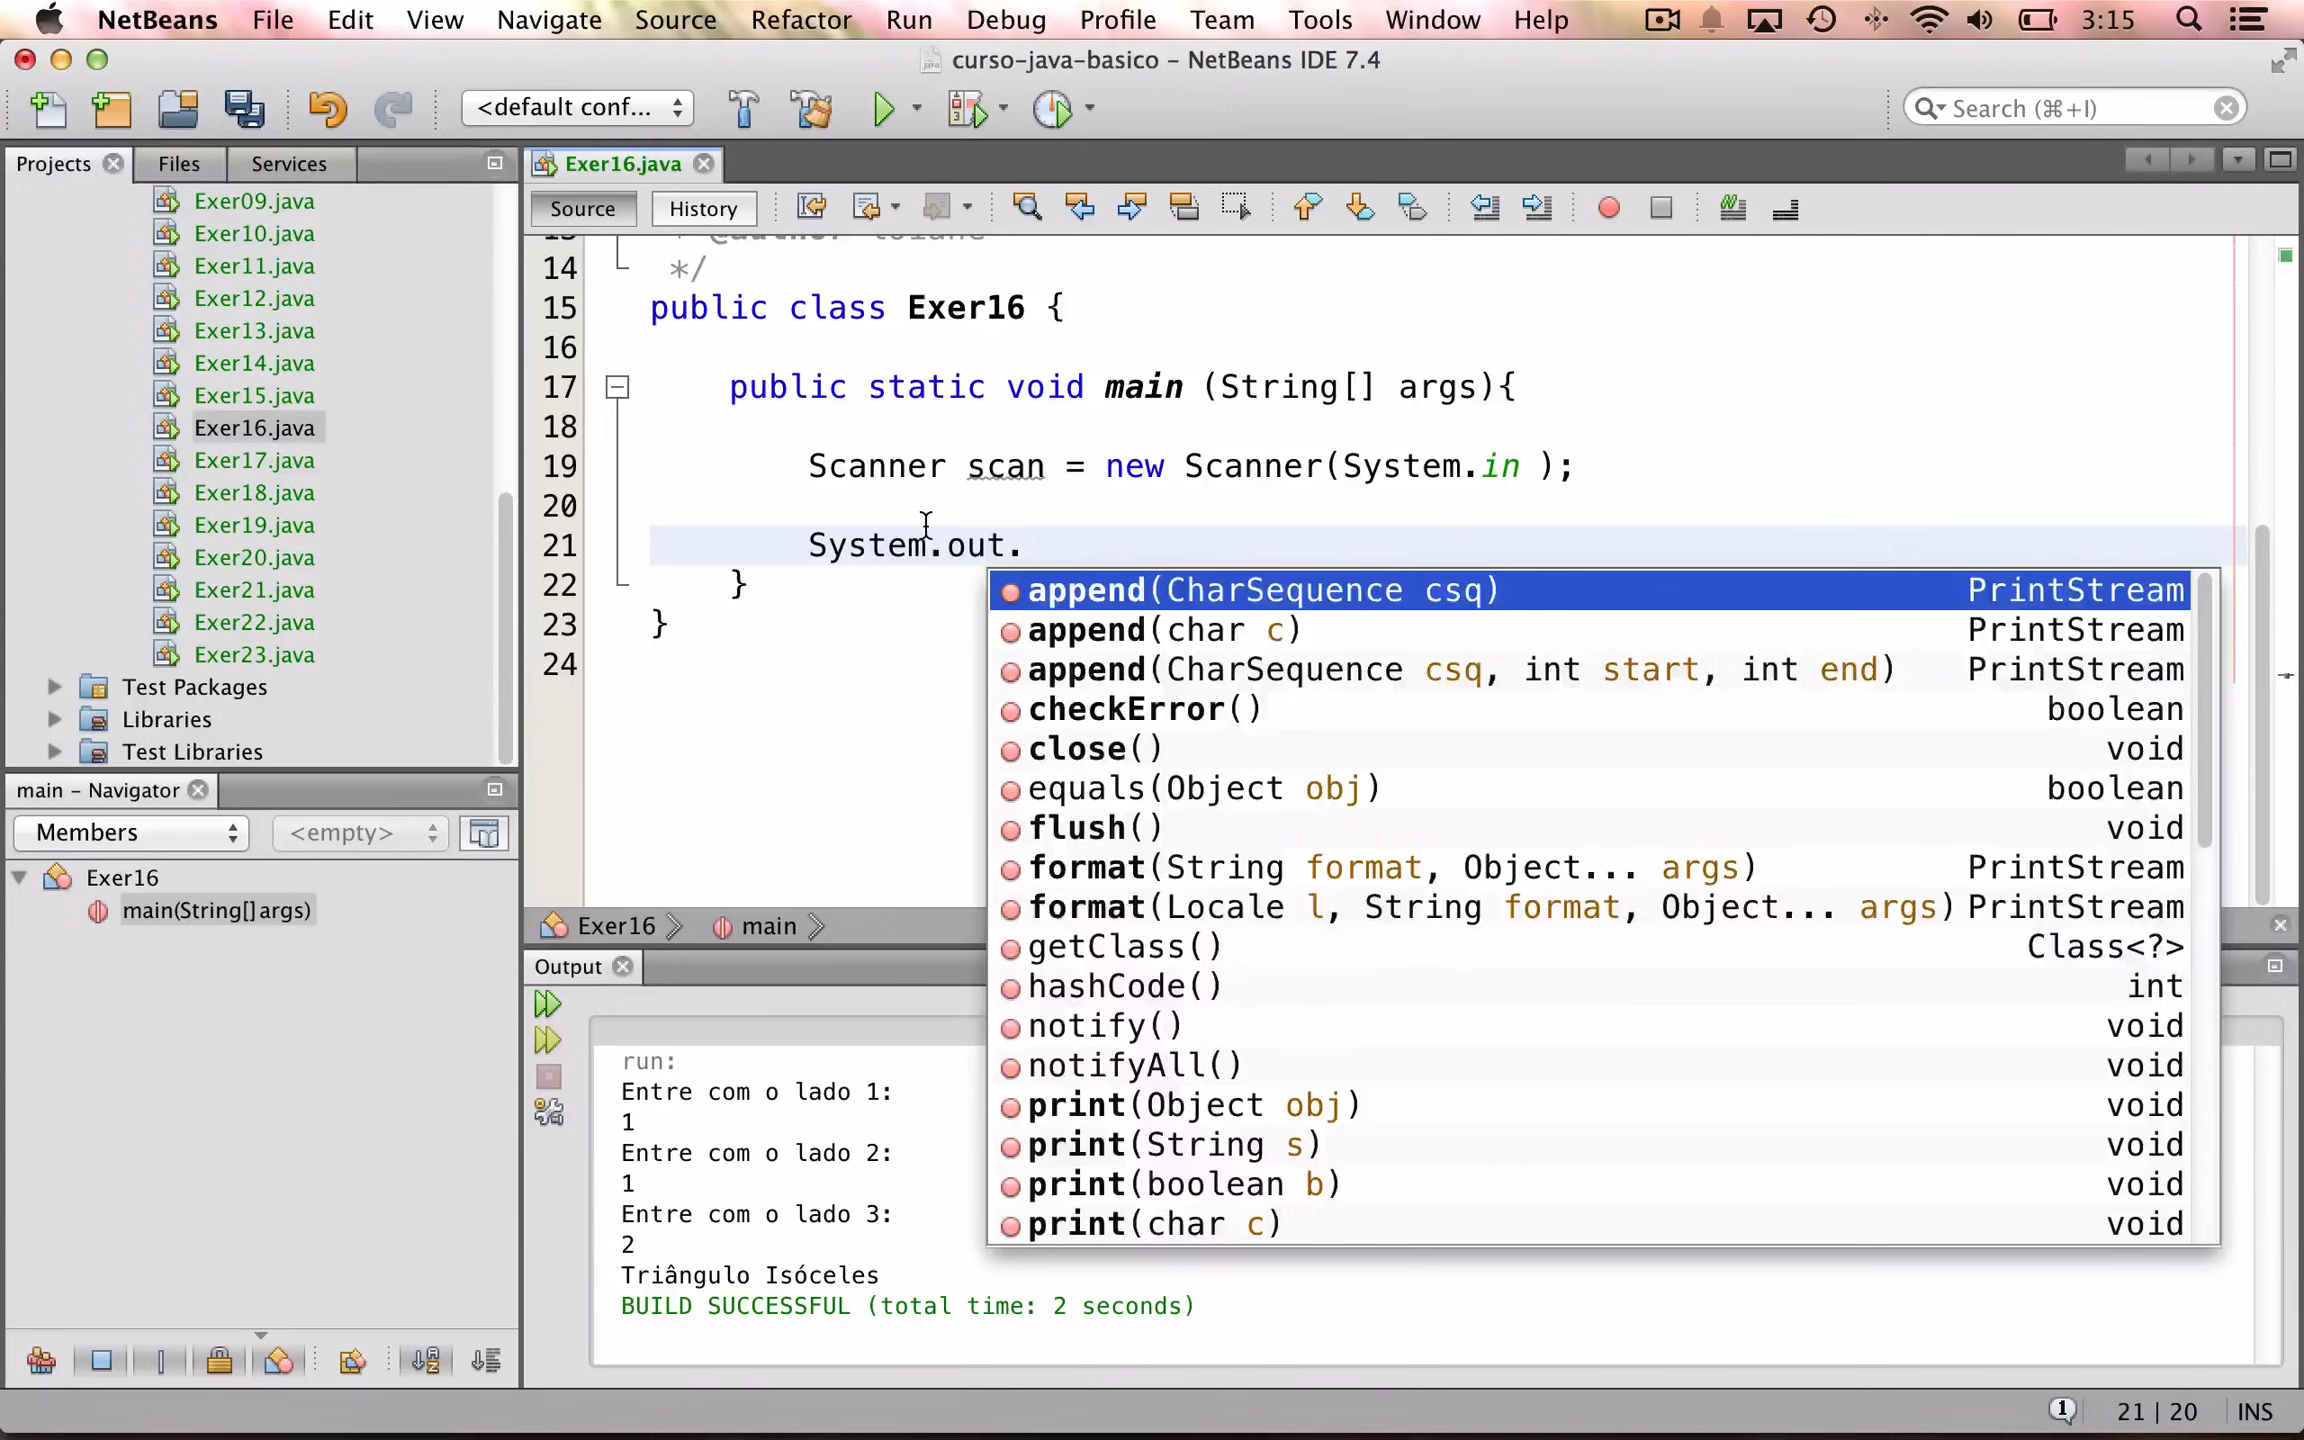 NetBeans File Edit View Navigate Source Refactor Run Debug Profile Team Tools Window Help 3:15
curso-java-basico – NetBeans IDE 7.4
<default conf... Search (⌘+I)
Projects Files Services
Exer09.java
Exer10.java
Exer11.java
Exer12.java
Exer13.java
Exer14.java
Exer15.java
Exer16.java
Exer17.java
Exer18.java
Exer19.java
Exer20.java
Exer21.java
Exer22.java
Exer23.java
Test Packages
Libraries
Test Libraries
main – Navigator
Members <empty>
Exer16
main(String[] args)
Exer16.java
Source History
14 */
15 public class Exer16 {
16
17 public static void main (String[] args){
18
19 Scanner scan = new Scanner(System.in );
20
21 System.out.
22 }
23 }
24
append(CharSequence csq) PrintStream
append(char c) PrintStream
append(CharSequence csq, int start, int end) PrintStream
checkError() boolean
close() void
equals(Object obj) boolean
flush() void
format(String format, Object... args) PrintStream
format(Locale l, String format, Object... args) PrintStream
getClass() Class<?>
hashCode() int
notify() void
notifyAll() void
print(Object obj) void
print(String s) void
print(boolean b) void
print(char c) void
Exer16 main
Output
run:
Entre com o lado 1:
1
Entre com o lado 2:
1
Entre com o lado 3:
2
Triângulo Isóceles
BUILD SUCCESSFUL (total time: 2 seconds)
1 21 | 20 INS